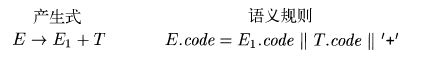 产生式 语义规则
E → E₁ + T E.code = E₁.code ∥ T.code ∥ '+'